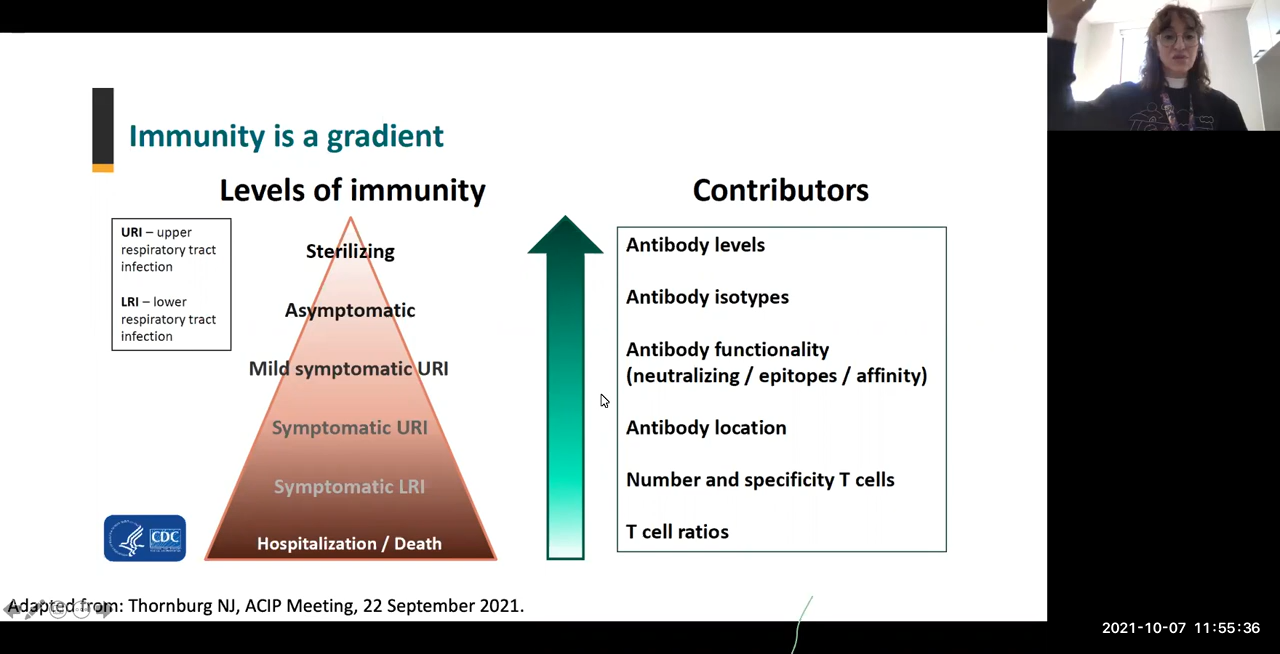 Immunity is a gradient
Levels of immunity
Contributors
URI – upper
respiratory tract
infection
LRI – lower
respiratory tract
infection
Sterilizing
Asymptomatic
Mild symptomatic URI
Symptomatic URI
Symptomatic LRI
Hospitalization / Death
Antibody levels
Antibody isotypes
Antibody functionality
(neutralizing / epitopes / affinity)
Antibody location
Number and specificity T cells
T cell ratios
CDC
Adapted from: Thornburg NJ, ACIP Meeting, 22 September 2021.
2021-10-07 11:55:36